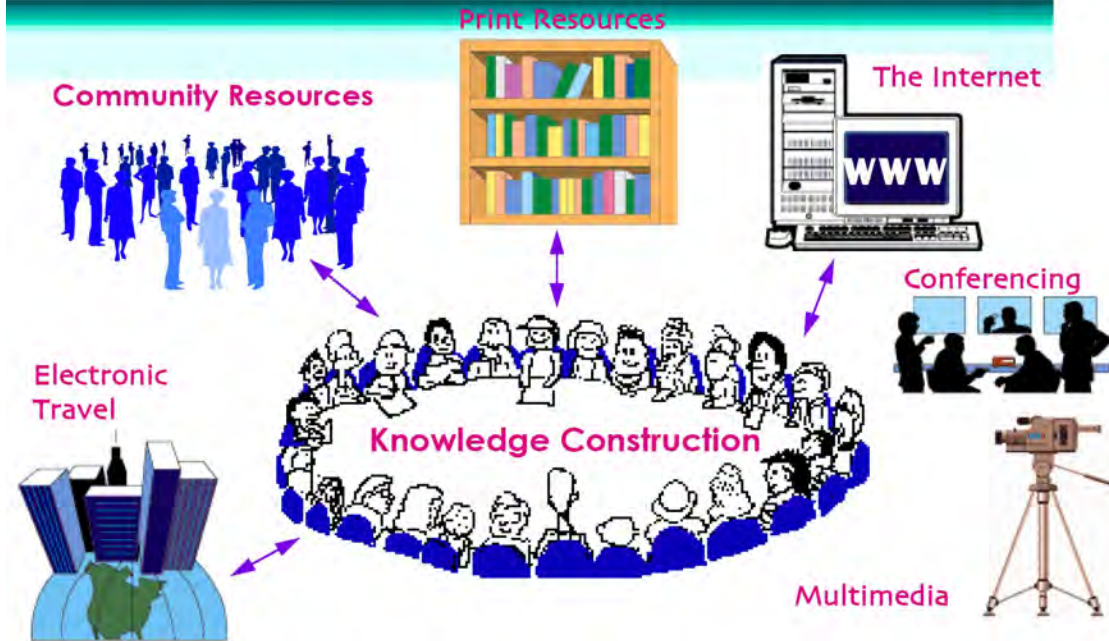 Print Resources
Community Resources
The Internet
WWW
Conferencing
Electronic
Travel
Knowledge Construction
Multimedia